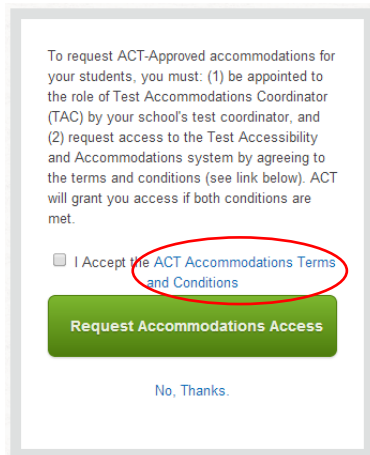 To request ACT-Approved accommodations for
your students, you must: (1) be appointed to
the role of Test Accommodations Coordinator
(TAC) by your school's test coordinator, and
(2) request access to the Test Accessibility
and Accommodations system by agreeing to
the terms and conditions (see link below). ACT
will grant you access if both conditions are
met.
I Accept the ACT Accommodations Terms
and Conditions
Request Accommodations Access
No, Thanks.